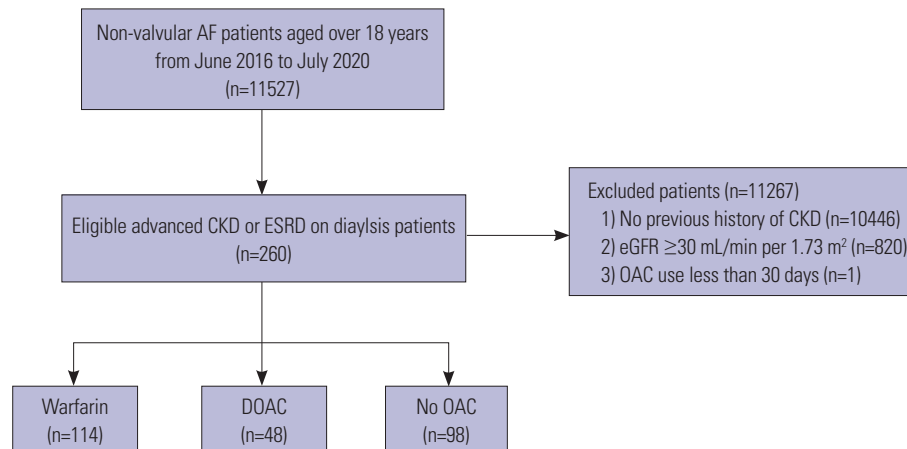 Non-valvular AF patients aged over 18 years
from June 2016 to July 2020
(n=11527)
Eligible advanced CKD or ESRD on diaylsis patients
(n=260)
Excluded patients (n=11267)
1) No previous history of CKD (n=10446)
2) eGFR ≥30 mL/min per 1.73 m² (n=820)
3) OAC use less than 30 days (n=1)
Warfarin
(n=114)
DOAC
(n=48)
No OAC
(n=98)